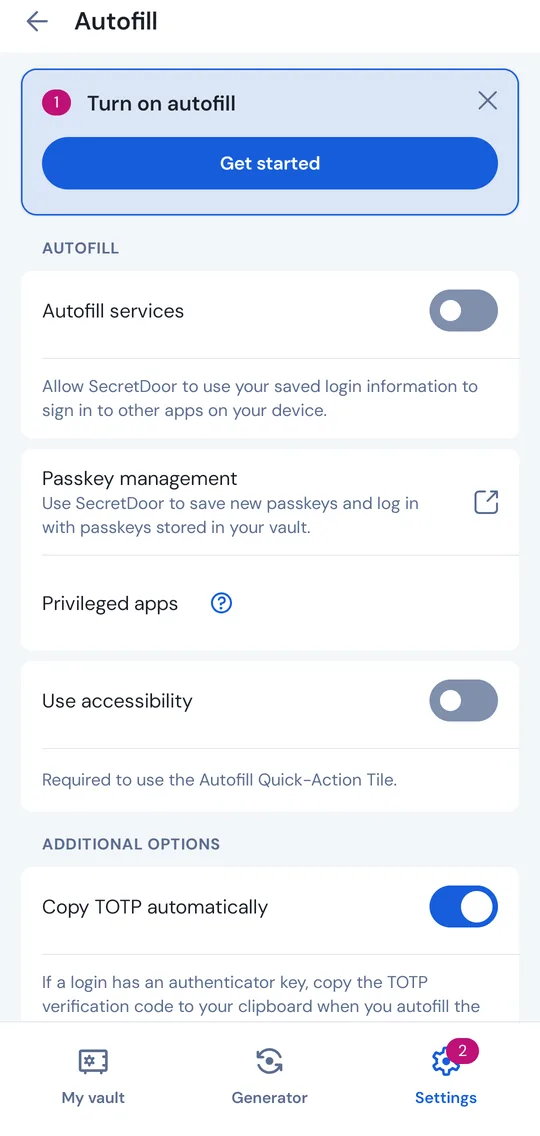 Autofill
1 Turn on autofill
Get started
AUTOFILL
Autofill services
Allow SecretDoor to use your saved login information to
sign in to other apps on your device.
Passkey management
Use SecretDoor to save new passkeys and log in
with passkeys stored in your vault.
Privileged apps ?
Use accessibility
Required to use the Autofill Quick-Action Tile.
ADDITIONAL OPTIONS
Copy TOTP automatically
If a login has an authenticator key, copy the TOTP
verification code to your clipboard when you autofill the
2
My vault
Generator
Settings